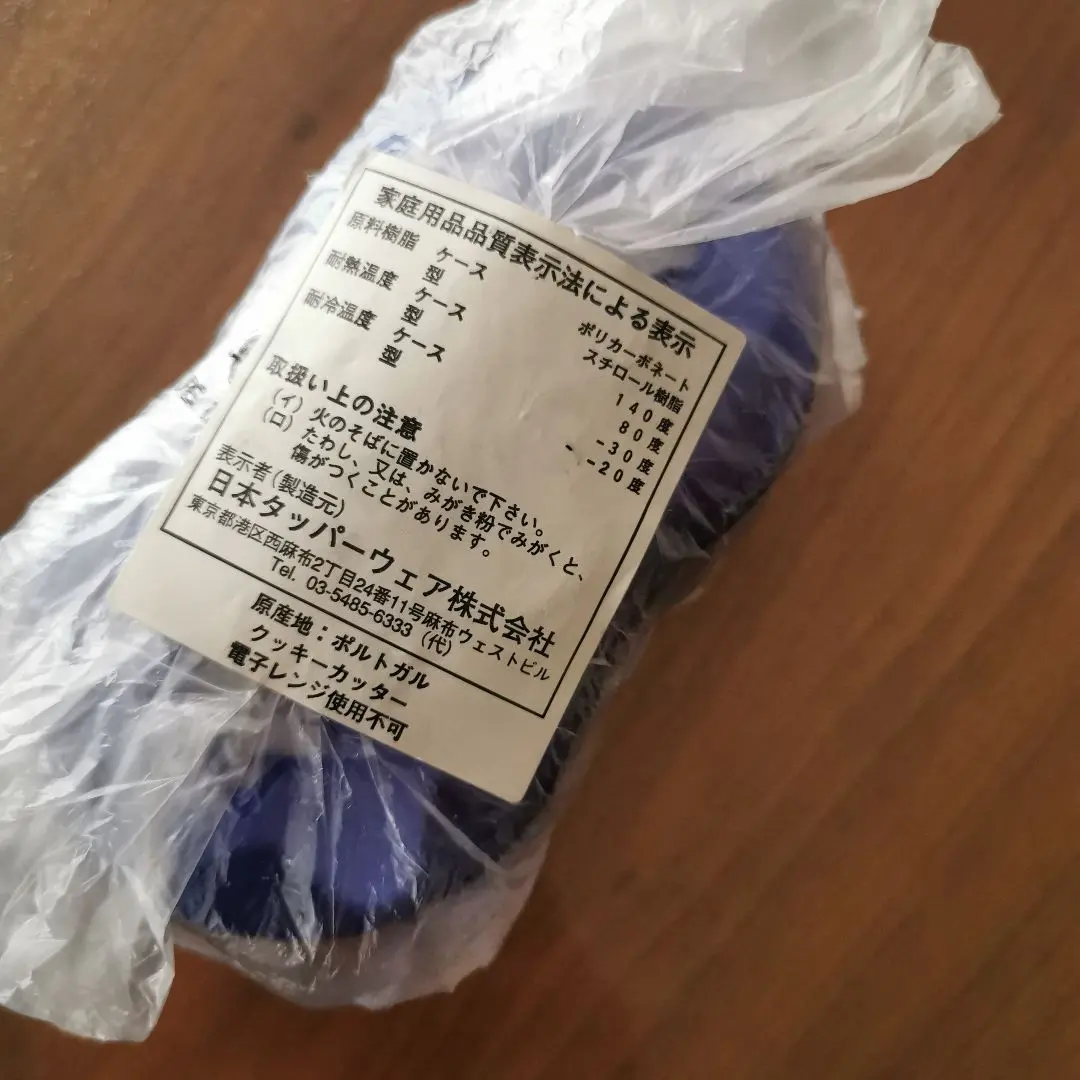 家庭用品品質表示法による表示
原料樹脂 ケース ポリカーボネート
型 スチロール樹脂
耐熱温度 ケース 140度
型 80度
耐冷温度 ケース -30度
型 -20度
取扱い上の注意
(イ) 火のそばに置かないで下さい。
(ロ) たわし、又は、みがき粉でみがくと、
傷がつくことがあります。
表示者(製造元)
日本タッパーウェア株式会社
東京都港区西麻布2丁目24番11号麻布ウェストビル
Tel. 03-5485-6333 (代)
原産地：ポルトガル
クッキーカッター
電子レンジ使用不可